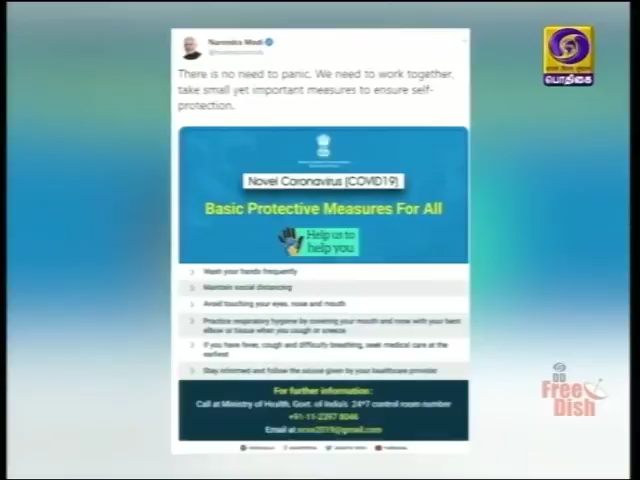 Narendra Modi
There is no need to panic. We need to work together,
take small yet important measures to ensure self-
protection.
Novel Coronavirus (COVID19)
Basic Protective Measures For All
Help us to
help you
Wash your hands frequently
Maintain social distancing
Avoid touching your eyes, nose and mouth
Practice respiratory hygiene by covering your mouth and nose with your bent
elbow or tissue when you cough or sneeze
If you have fever, cough and difficulty breathing, seek medical care at the
earliest
Stay informed and follow the advice given by your healthcare provider
For further information :
Call at Ministry of Health, Govt. of India's 24*7 control room number
+91-11-2397 8046
Email at ncov2019@gmail.com
பொதிகை
DD
Free
Dish